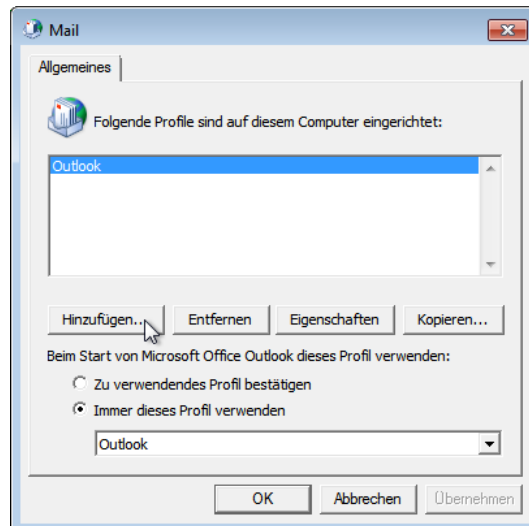 Mail
Allgemeines
Folgende Profile sind auf diesem Computer eingerichtet:
Outlook
Hinzufügen... Entfernen Eigenschaften Kopieren...
Beim Start von Microsoft Office Outlook dieses Profil verwenden:
Zu verwendendes Profil bestätigen
Immer dieses Profil verwenden
Outlook
OK Abbrechen Übernehmen